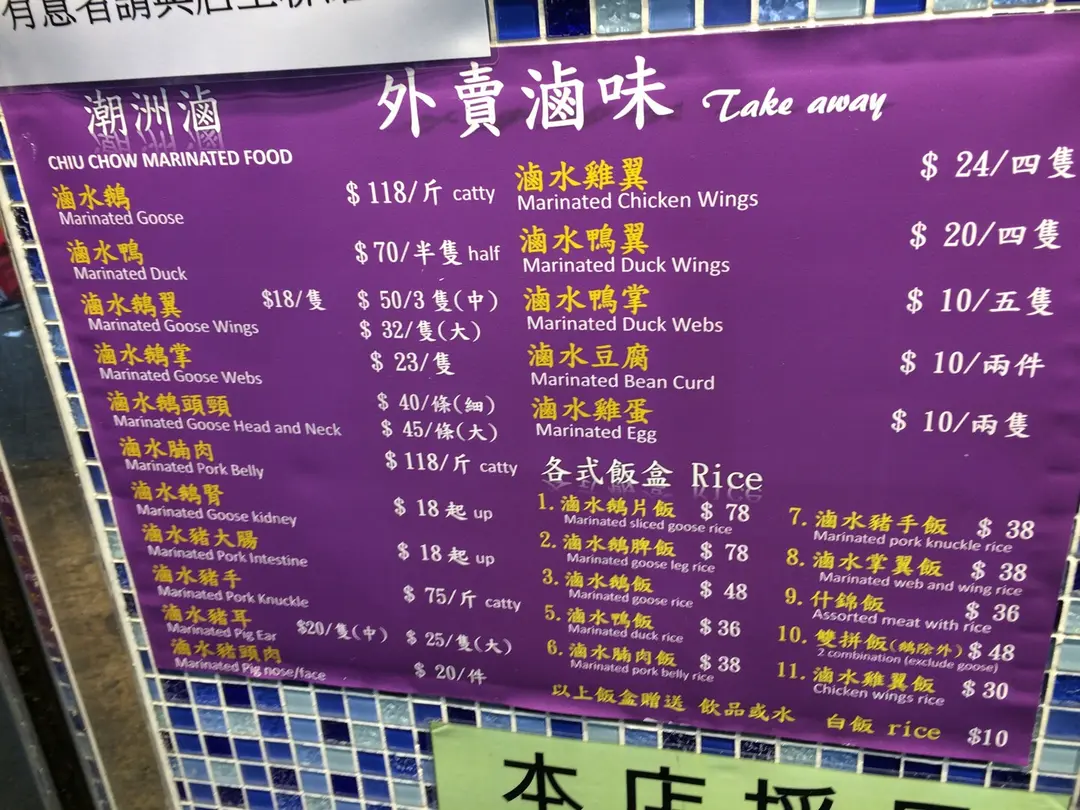 有意者請與店主聯絡
外賣滷味 Take away
潮洲滷
CHIU CHOW MARINATED FOOD
滷水鵝 $118/斤 catty
Marinated Goose
滷水鴨 $70/半隻 half
Marinated Duck
滷水鵝翼 $18/隻 $50/3隻(中)
Marinated Goose Wings $32/隻(大)
滷水鵝掌 $23/隻
Marinated Goose Webs
滷水鵝頭頸 $40/條(細)
Marinated Goose Head and Neck $45/條(大)
滷水腩肉 $118/斤 catty
Marinated Pork Belly
滷水鵝腎 $18起 up
Marinated Goose kidney
滷水豬大腸 $18起 up
Marinated Pork Intestine
滷水豬手 $75/斤 catty
Marinated Pork Knuckle
滷水豬耳 $20/隻(中) $25/隻(大)
Marinated Pig Ear
滷水豬頭肉 $20/件
Marinated Pig nose/face
滷水雞翼 $24/四隻
Marinated Chicken Wings
滷水鴨翼 $20/四隻
Marinated Duck Wings
滷水鴨掌 $10/五隻
Marinated Duck Webs
滷水豆腐 $10/兩件
Marinated Bean Curd
滷水雞蛋 $10/兩隻
Marinated Egg
各式飯盒 Rice
1. 滷水鵝片飯 $78
Marinated sliced goose rice
2. 滷水鵝脾飯 $78
Marinated goose leg rice
3. 滷水鵝飯 $48
Marinated goose rice
5. 滷水鴨飯 $36
Marinated duck rice
6. 滷水腩肉飯 $38
Marinated pork belly rice
7. 滷水豬手飯 $38
Marinated pork knuckle rice
8. 滷水掌翼飯 $38
Marinated web and wing rice
9. 什錦飯 $36
Assorted meat with rice
10. 雙拼飯(鵝除外) $48
2 combination (exclude goose)
11. 滷水雞翼飯 $30
Chicken wings rice
以上飯盒贈送 飲品或水 白飯 rice $10
本店